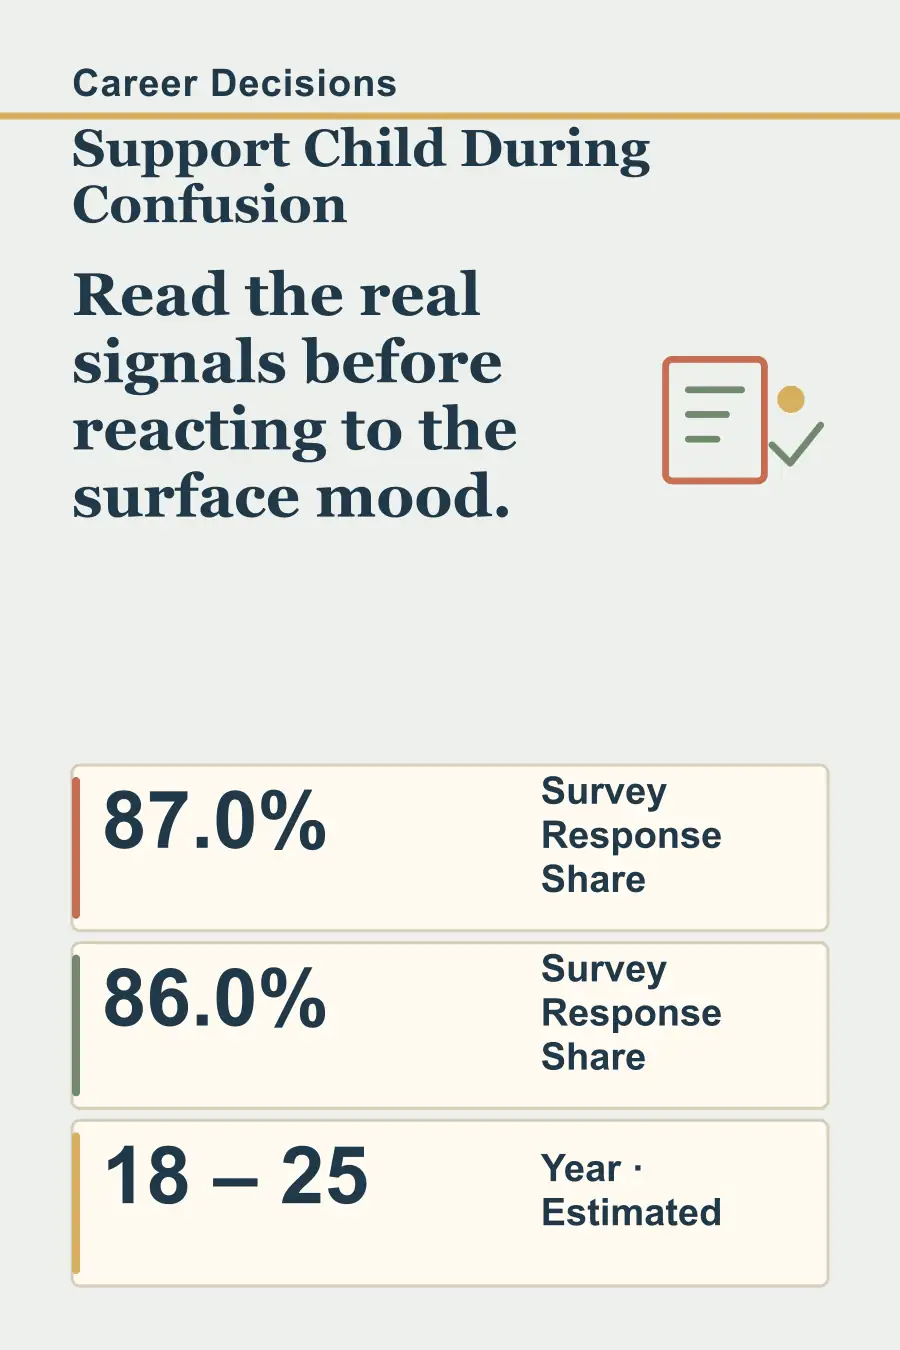 Career Decisions
Support Child During
Confusion
Read the real
signals before
reacting to the
surface mood.
87.0%
Survey
Response
Share
86.0%
Survey
Response
Share
18 – 25
Year ·
Estimated